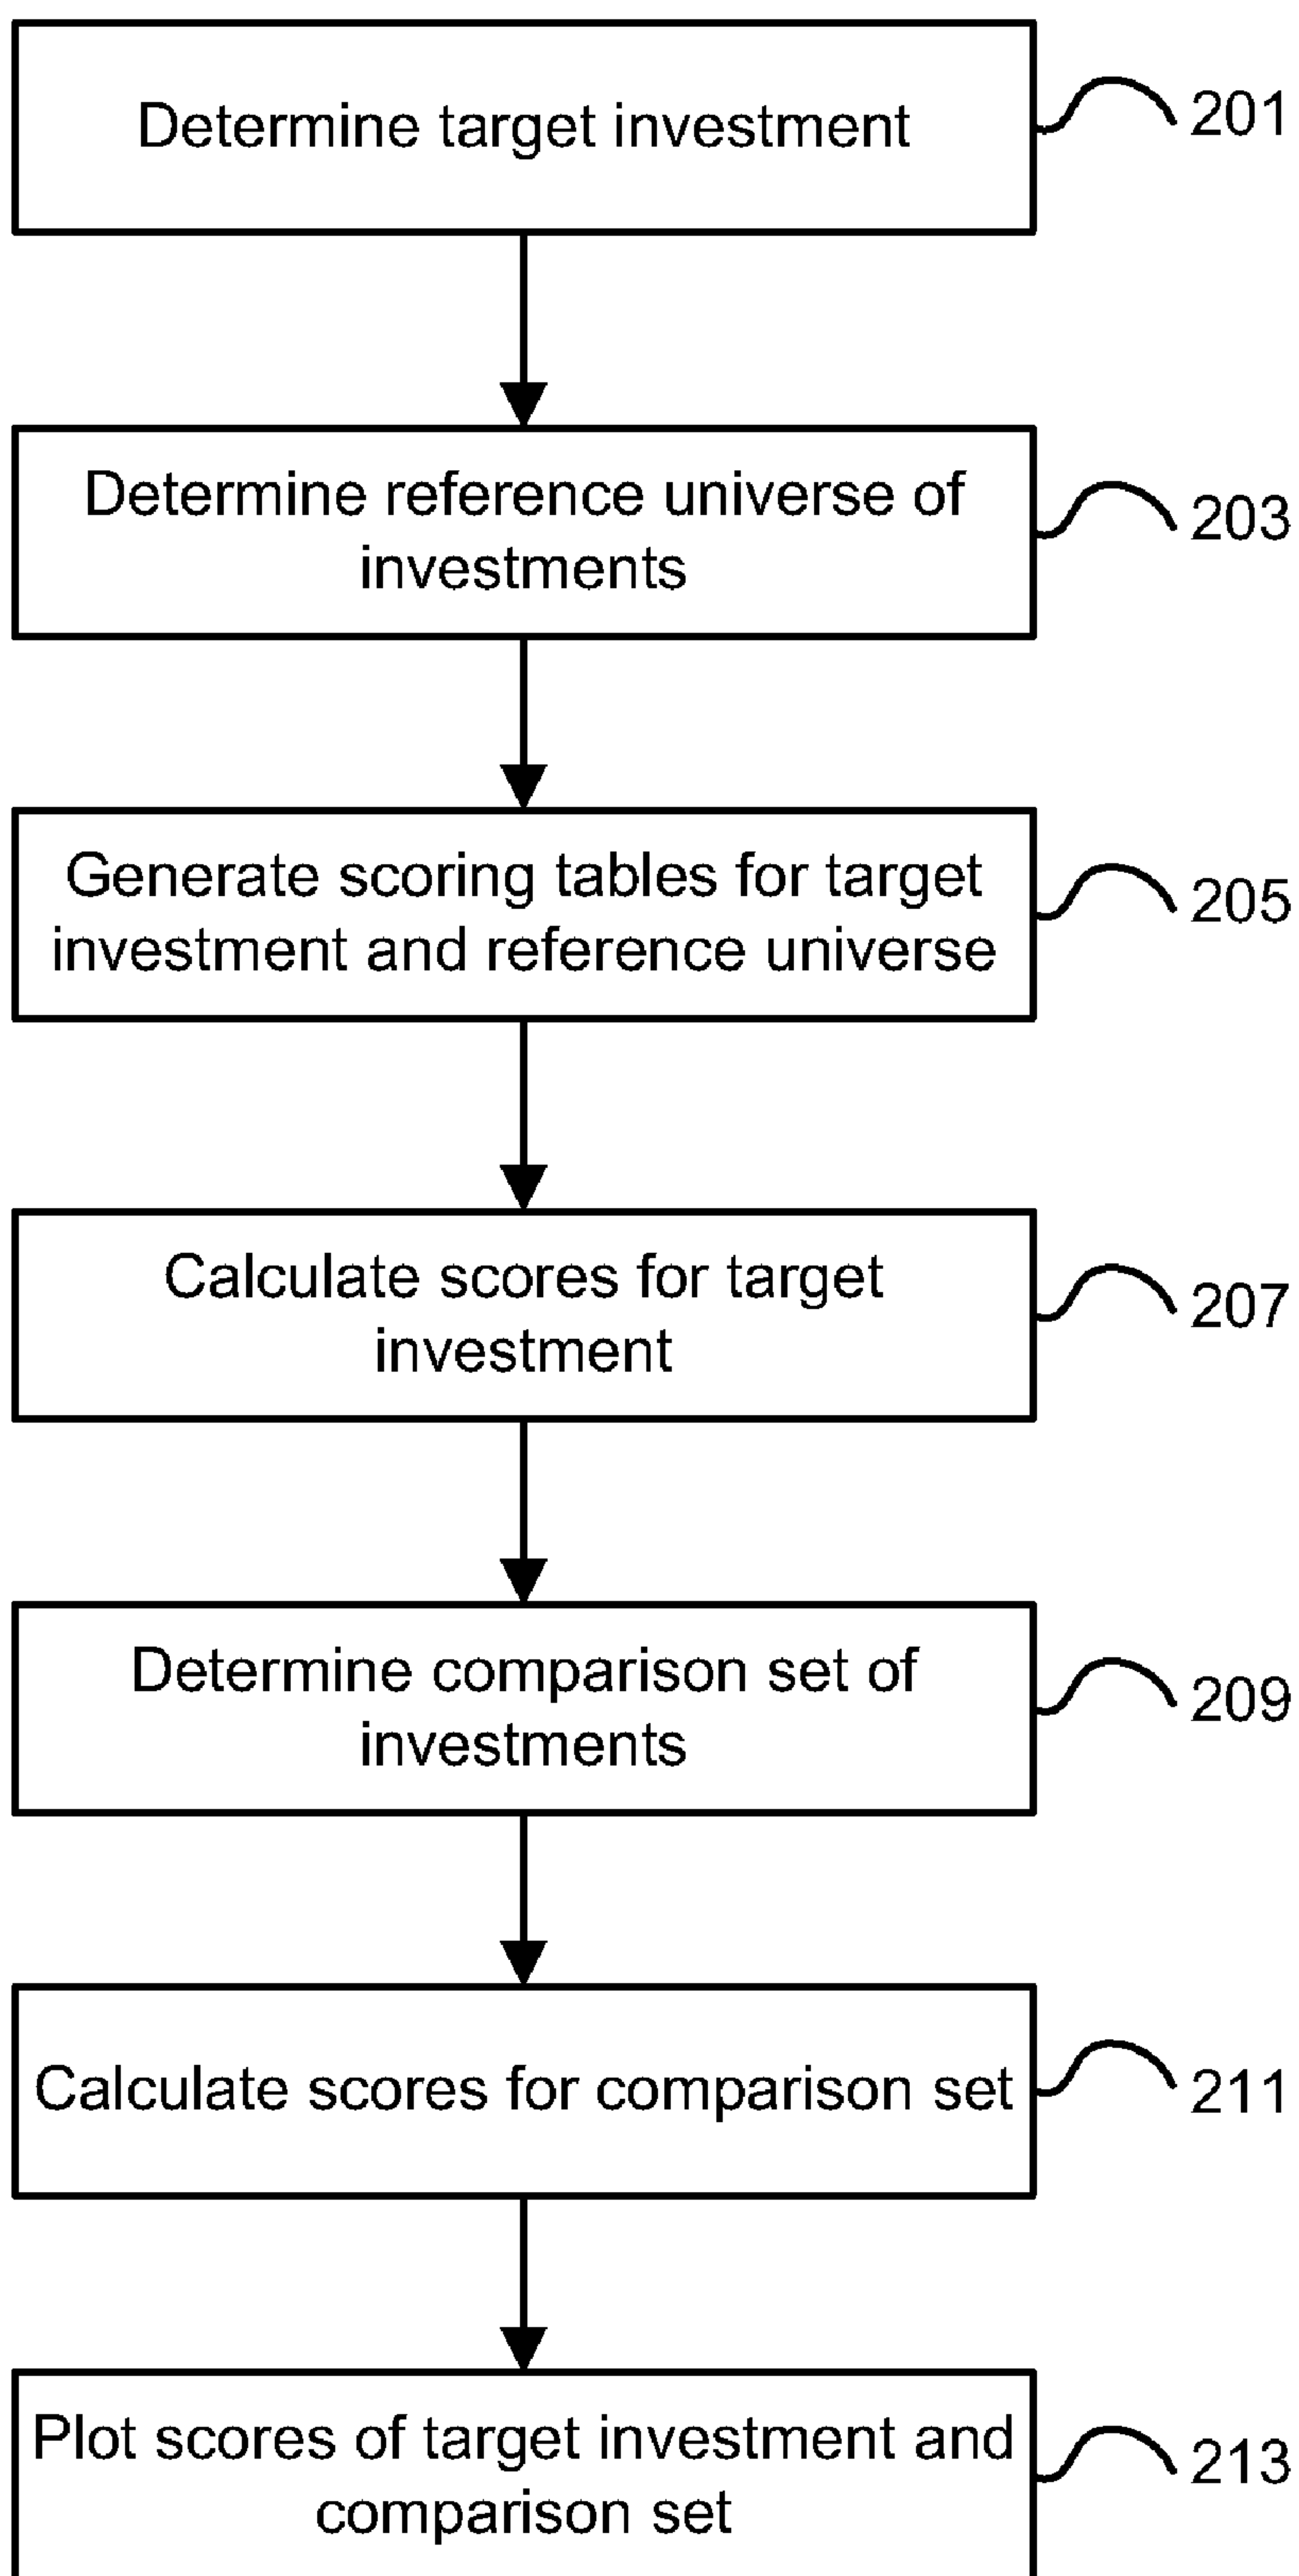 Determine target investment
201
Determine reference universe of
investments
203
Generate scoring tables for target
investment and reference universe
205
Calculate scores for target
investment
207
Determine comparison set of
investments
209
Calculate scores for comparison set
211
Plot scores of target investment and
comparison set
213